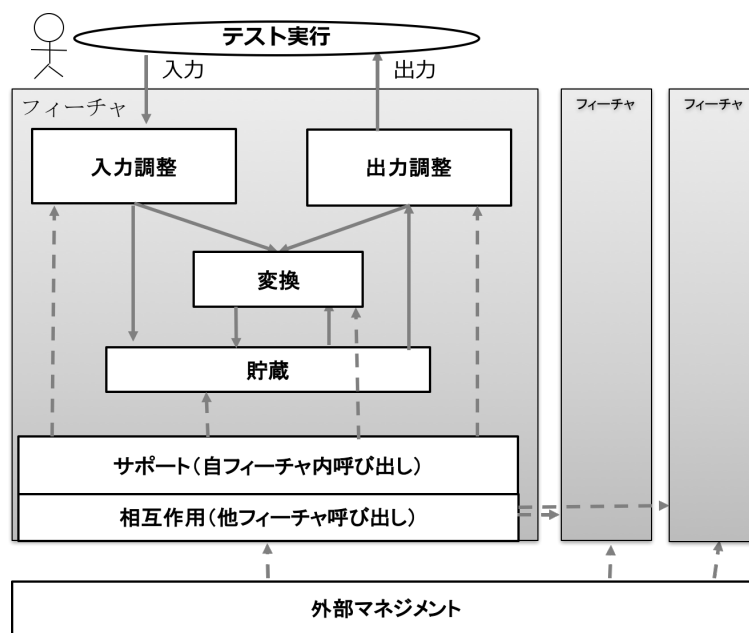 テスト実行
入力
出力
フィーチャ
フィーチャ
フィーチャ
入力調整
出力調整
変換
貯蔵
サポート（自フィーチャ内呼び出し）
相互作用（他フィーチャ呼び出し）
外部マネジメント